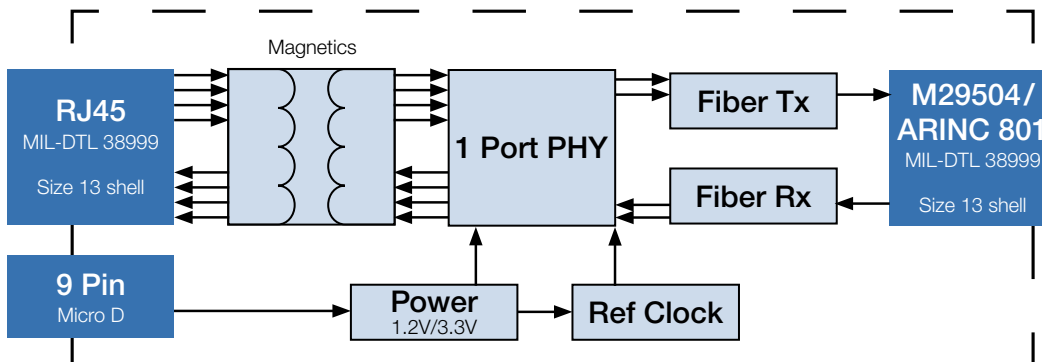 Magnetics
RJ45
MIL-DTL 38999
Size 13 shell
1 Port PHY
Fiber Tx
Fiber Rx
M29504/
ARINC 801
MIL-DTL 38999
Size 13 shell
9 Pin
Micro D
Power
1.2V/3.3V
Ref Clock